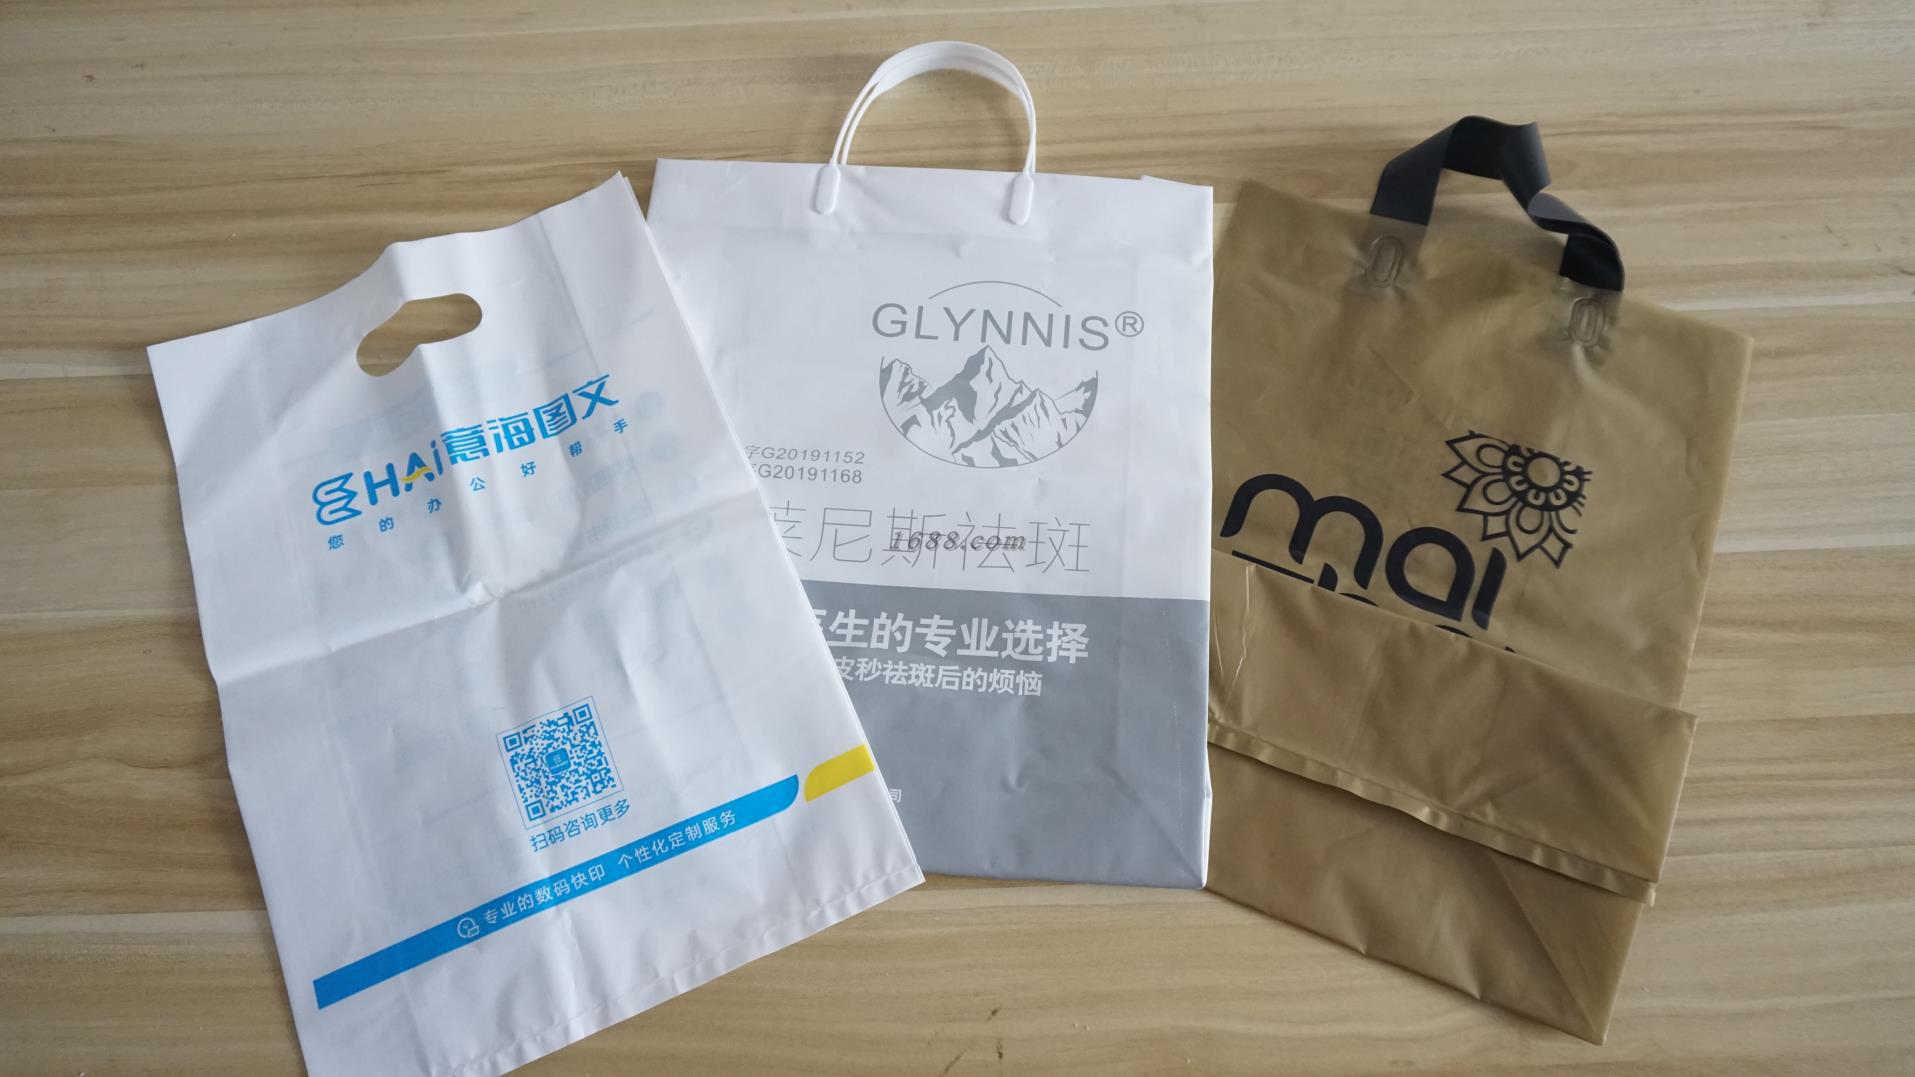 EHAi意海图文
您的办公好帮手
扫码咨询更多
专业的数码快印 个性化定制服务
GLYNNIS®
字G20191152
G20191168
尼斯祛斑
1688.com
生的专业选择
皮秒祛斑后的烦恼
司
mai